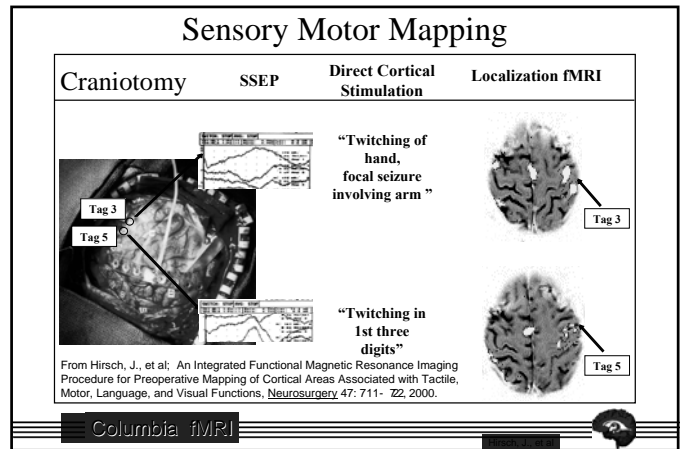 Sensory Motor Mapping
Craniotomy
SSEP
Direct Cortical
Stimulation
Localization fMRI
“Twitching of
hand,
focal seizure
involving arm ”
Tag 3
Tag 5
Tag 3
“Twitching in
1st three
digits”
Tag 5
From Hirsch, J., et al; An Integrated Functional Magnetic Resonance Imaging
Procedure for Preoperative Mapping of Cortical Areas Associated with Tactile,
Motor, Language, and Visual Functions, Neurosurgery 47: 711- 722, 2000.
Columbia fMRI
Hirsch, J., et al